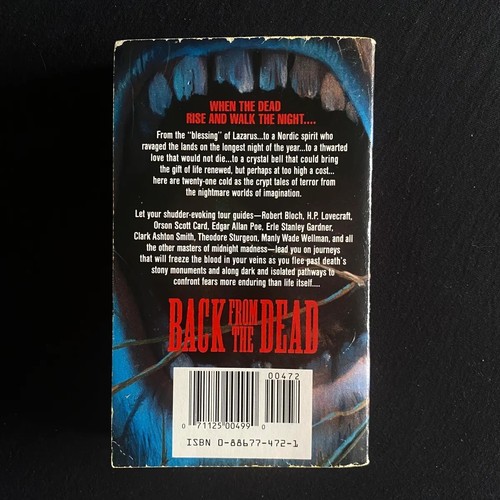 WHEN THE DEAD
RISE AND WALK THE NIGHT....
From the "blessing" of Lazarus...to a Nordic spirit who
ravaged the lands on the longest night of the year...to a thwarted
love that would not die...to a crystal bell that could bring
the gift of life renewed, but perhaps at too high a cost...
here are twenty-one cold as the crypt tales of terror from
the nightmare worlds of imagination.
Let your shudder-evoking tour guides—Robert Bloch, H.P. Lovecraft,
Orson Scott Card, Edgar Allan Poe, Erle Stanley Gardner,
Clark Ashton Smith, Theodore Sturgeon, Manly Wade Wellman, and all
the other masters of midnight madness—lead you on journeys
that will freeze the blood in your veins as you flee past death's
stony monuments and along dark and isolated pathways to
confront fears more enduring than life itself....
BACK FROM THE DEAD
00472
0 71125 00499 0
ISBN 0-88677-472-1